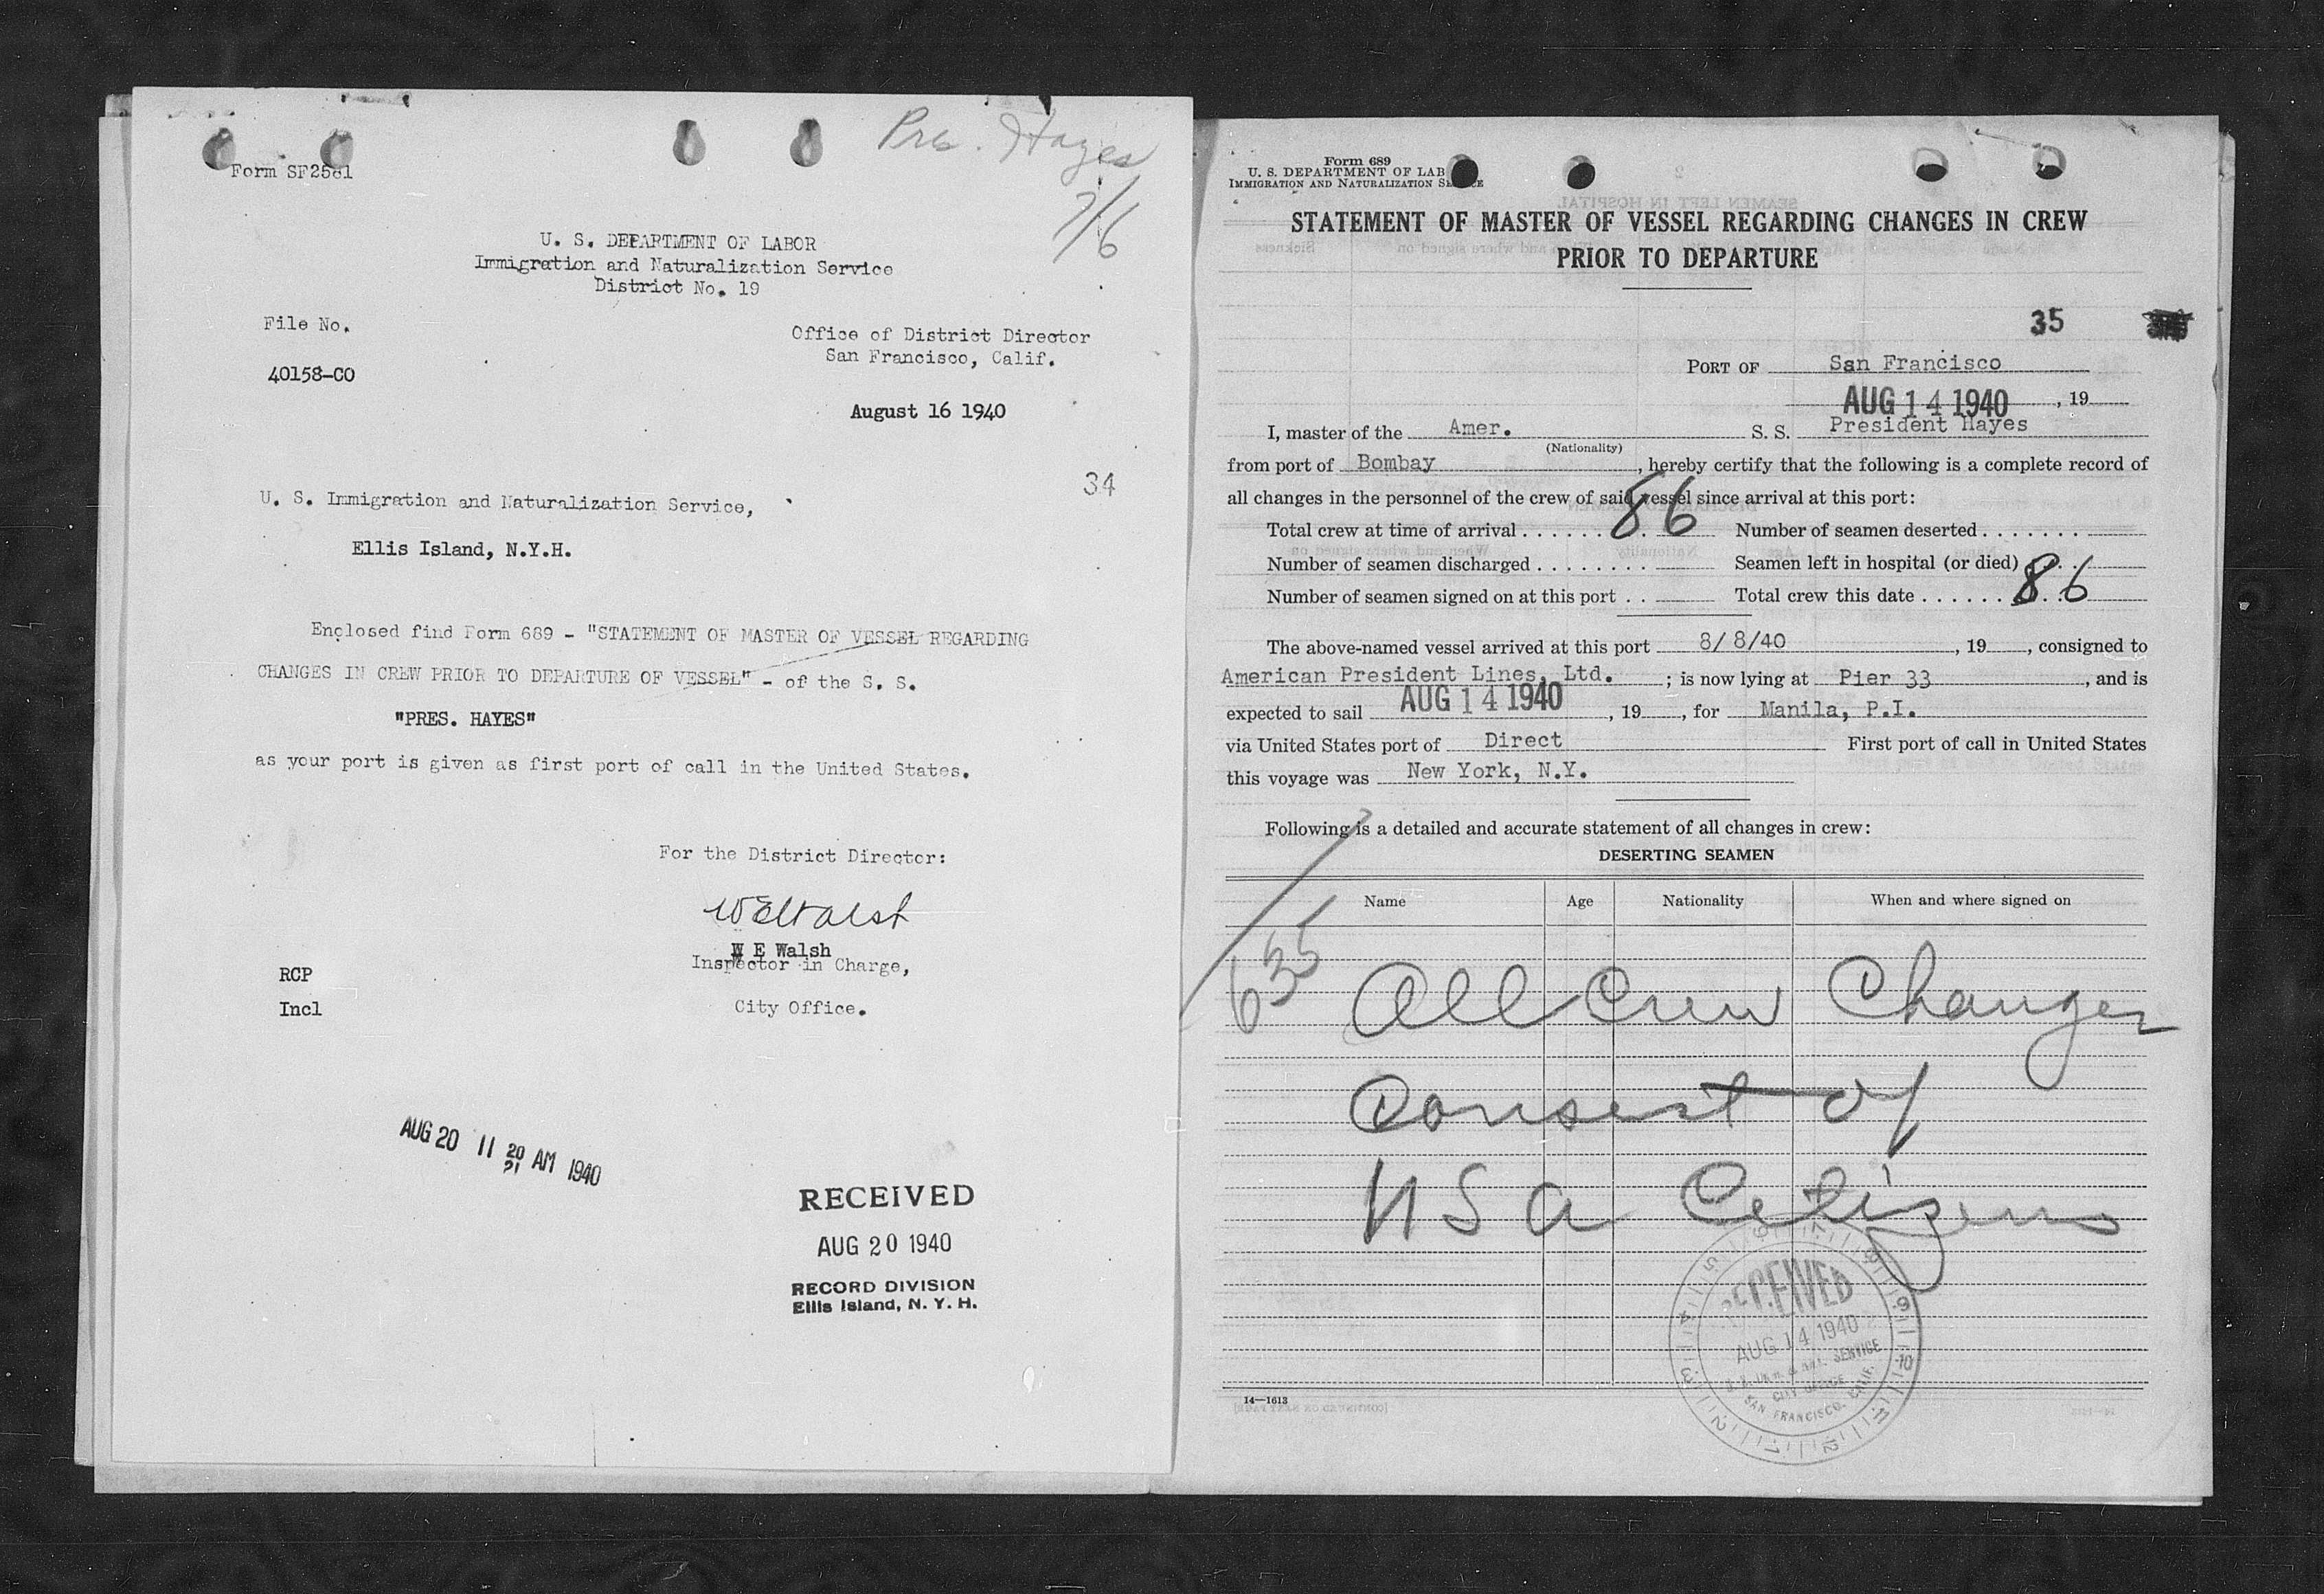 Pres. Hayes
7/6
Form SF2581
U. S. DEPARTMENT OF LABOR
Immigration and Naturalization Service
District No. 19
File No.
40158-CO
Office of District Director
San Francisco, Calif.
August 16 1940
34
U. S. Immigration and Naturalization Service,
Ellis Island, N.Y.H.
Enclosed find Form 689 - "STATEMENT OF MASTER OF VESSEL REGARDING
CHANGES IN CREW PRIOR TO DEPARTURE OF VESSEL" - of the S. S.
"PRES. HAYES"
as your port is given as first port of call in the United States.
For the District Director:
W E Walsh
W E Walsh
Inspector in Charge,
City Office.
RCP
Incl
AUG 20 11 20 AM 1940
21
RECEIVED
AUG 20 1940
RECORD DIVISION
Ellis Island, N. Y. H.
Form 689
U. S. DEPARTMENT OF LAB
IMMIGRATION AND NATURALIZATION SE
STATEMENT OF MASTER OF VESSEL REGARDING CHANGES IN CREW
PRIOR TO DEPARTURE
35
PORT OF San Francisco
AUG 14 1940, 19
I, master of the Amer. S. S. President Hayes
(Nationality)
from port of Bombay, hereby certify that the following is a complete record of
all changes in the personnel of the crew of said vessel since arrival at this port:
Total crew at time of arrival . . . . . . 86 Number of seamen deserted . . . . . . .
Number of seamen discharged . . . . . . . . Seamen left in hospital (or died) . . .
Number of seamen signed on at this port . . Total crew this date . . . . . . 86
The above-named vessel arrived at this port 8/8/40, 19, consigned to
American President Lines, Ltd. ; is now lying at Pier 33, and is
expected to sail AUG 14 1940, 19, for Manila, P.I.
via United States port of Direct First port of call in United States
this voyage was New York, N.Y.
Following is a detailed and accurate statement of all changes in crew:
DESERTING SEAMEN
Name Age Nationality When and where signed on
635
All Crew Changes
Consist of
U S A Citizens
RECEIVED
AUG 14 1940
SERVICE
CITY OFFICE
SAN FRANCISCO, CALIF.
14—1613